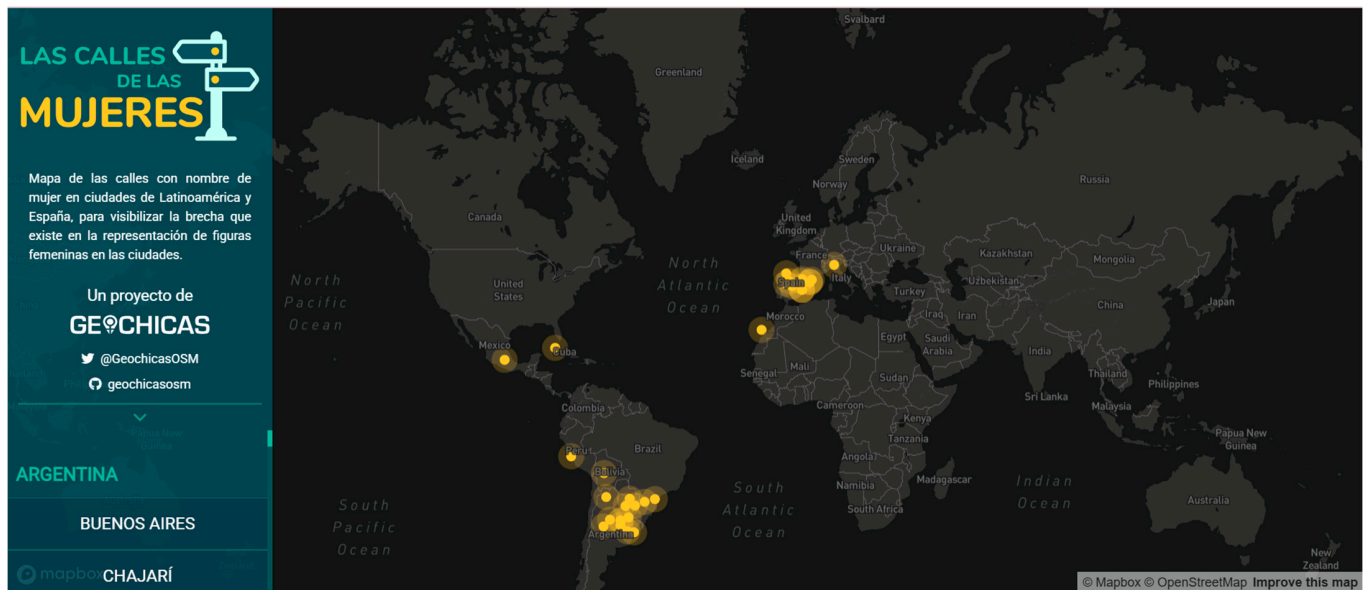 LAS CALLES
DE LAS
MUJERES
Mapa de las calles con nombre de
mujer en ciudades de Latinoamérica y
España, para visibilizar la brecha que
existe en la representación de figuras
femeninas en las ciudades.
Un proyecto de
GEOCHICAS
@GeochicasOSM
geochicasosm
ARGENTINA
BUENOS AIRES
CHAJARÍ
mapbox
Papua New
Guinea
Svalbard
Greenland
Iceland
Sweden
Norway
Russia
Canada
United
Kingdom
Ukraine
France
Kazakhstan
Mongolia
North
Pacific
Ocean
United
States
North
Atlantic
Ocean
Spain
Italy
Turkey
Uzbekistan
China
Japan
Morocco
Iraq
Iran
Mexico
Cuba
Egypt
Saudi
Arabia
India
Senegal
Mali
Sudan
Thailand
Philippines
Sri Lanka
Malaysia
Colombia
Cameroon
Kenya
Papua New
Guinea
Peru
Brazil
Bolivia
Tanzania
Angola
Namibia
Madagascar
South
Pacific
Ocean
South
Atlantic
Ocean
Indian
Ocean
Australia
South Africa
Argentina
New
Zealand
© Mapbox © OpenStreetMap Improve this map